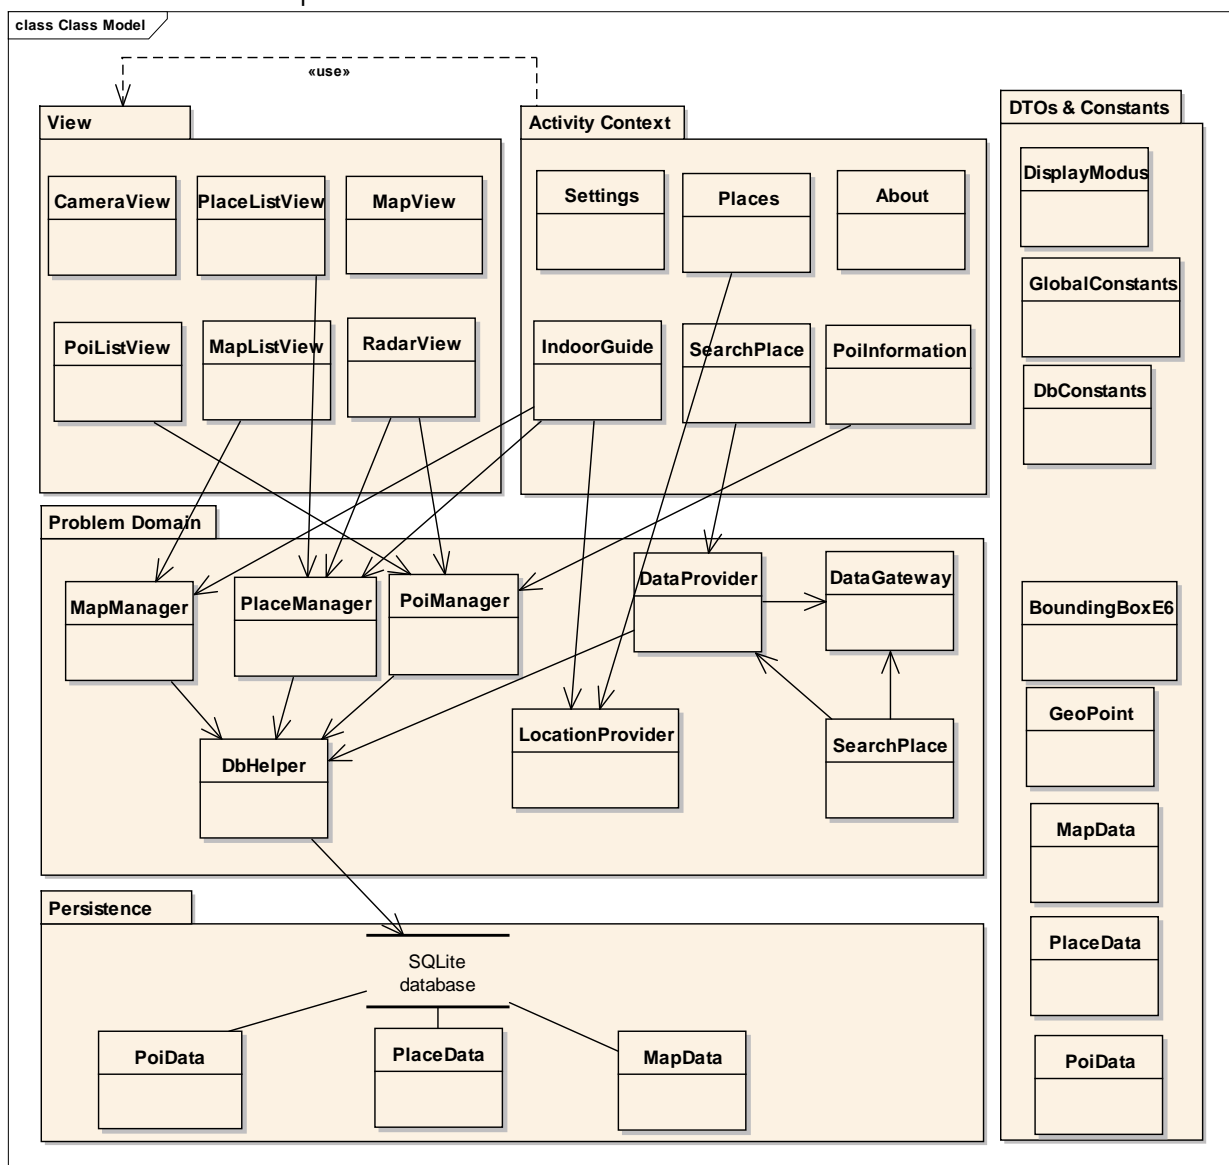 class Class Model
«use»
View
Activity Context
DTOs & Constants
CameraView
PlaceListView
MapView
Settings
Places
About
DisplayModus
GlobalConstants
PoiListView
MapListView
RadarView
IndoorGuide
SearchPlace
PoiInformation
DbConstants
Problem Domain
MapManager
PlaceManager
PoiManager
DataProvider
DataGateway
BoundingBoxE6
GeoPoint
DbHelper
LocationProvider
SearchPlace
MapData
Persistence
PlaceData
SQLite
database
PoiData
PlaceData
MapData
PoiData